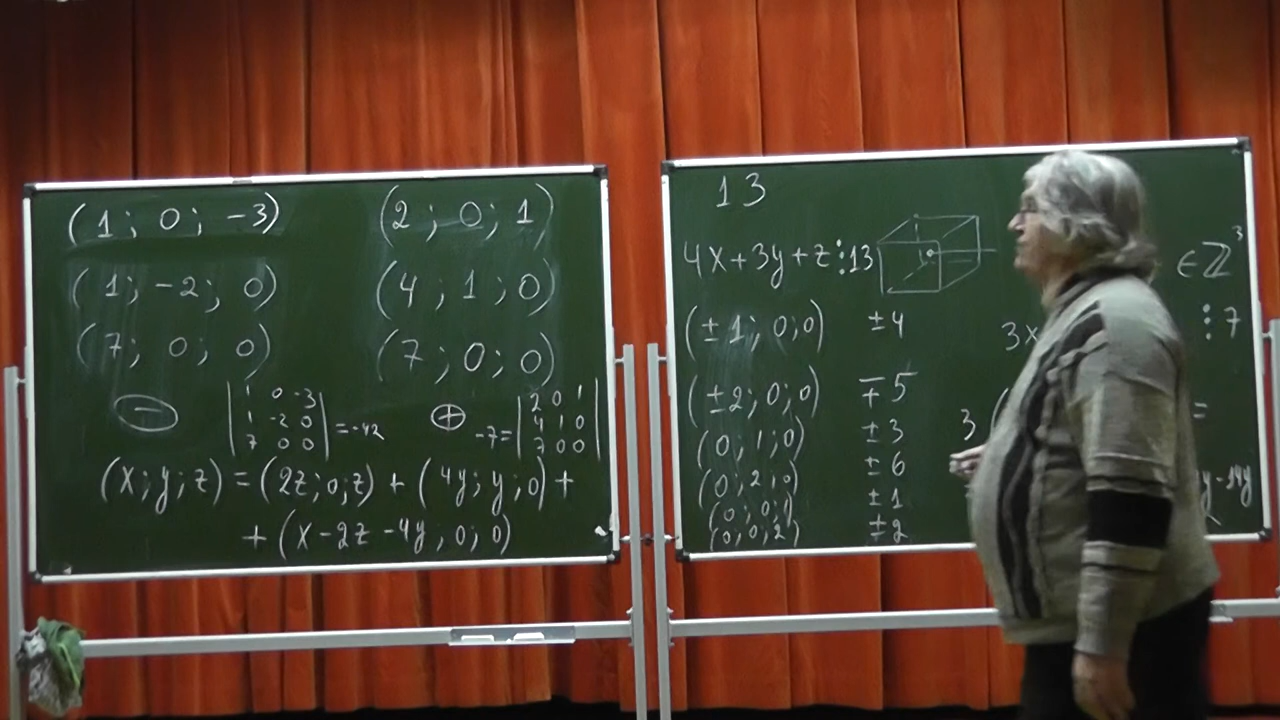 (1; 0; -3) (2; 0; 1)
(1; -2; 0) (4; 1; 0)
(7; 0; 0) (7; 0; 0)
⊖ |1 0 -3| ⊕ |2 0 1|
|1 -2 0| = -42 -7 = |4 1 0|
|7 0 0| |7 0 0|
(x; y; z) = (2z; 0; z) + (4y; y; 0) +
+ (x - 2z - 4y; 0; 0)
13
4x + 3y + z ⋮ 13
(±1; 0; 0) ±4
(±2; 0; 0) ∓5
(0; 1; 0) ±3
(0; 2; 0) ±6
(0; 0; 1) ±1
(0; 0; 2) ±2
∈ ℤ³
3x ⋮ 7
=
3 (
y - 14y